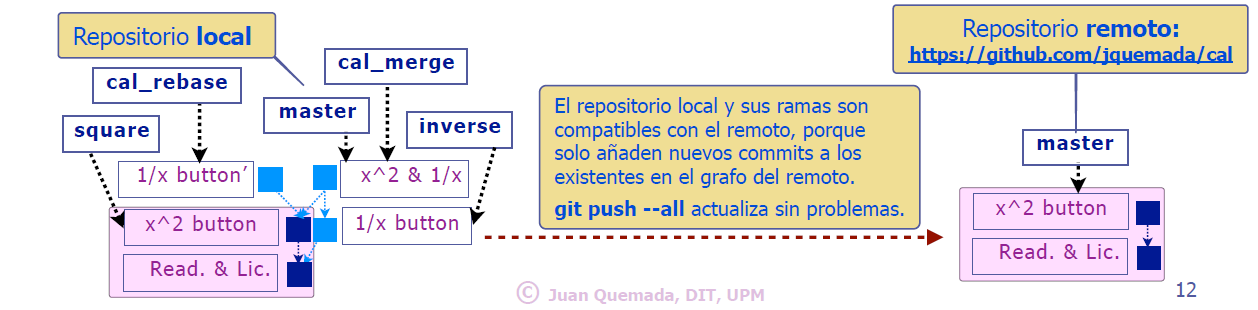 Repositorio local
cal_rebase
cal_merge
master
square
inverse
1/x button’
x^2 & 1/x
x^2 button
1/x button
Read. & Lic.
El repositorio local y sus ramas son
compatibles con el remoto, porque
solo añaden nuevos commits a los
existentes en el grafo del remoto.
git push --all actualiza sin problemas.
Repositorio remoto:
https://github.com/jquemada/cal
master
x^2 button
Read. & Lic.
© Juan Quemada, DIT, UPM
12